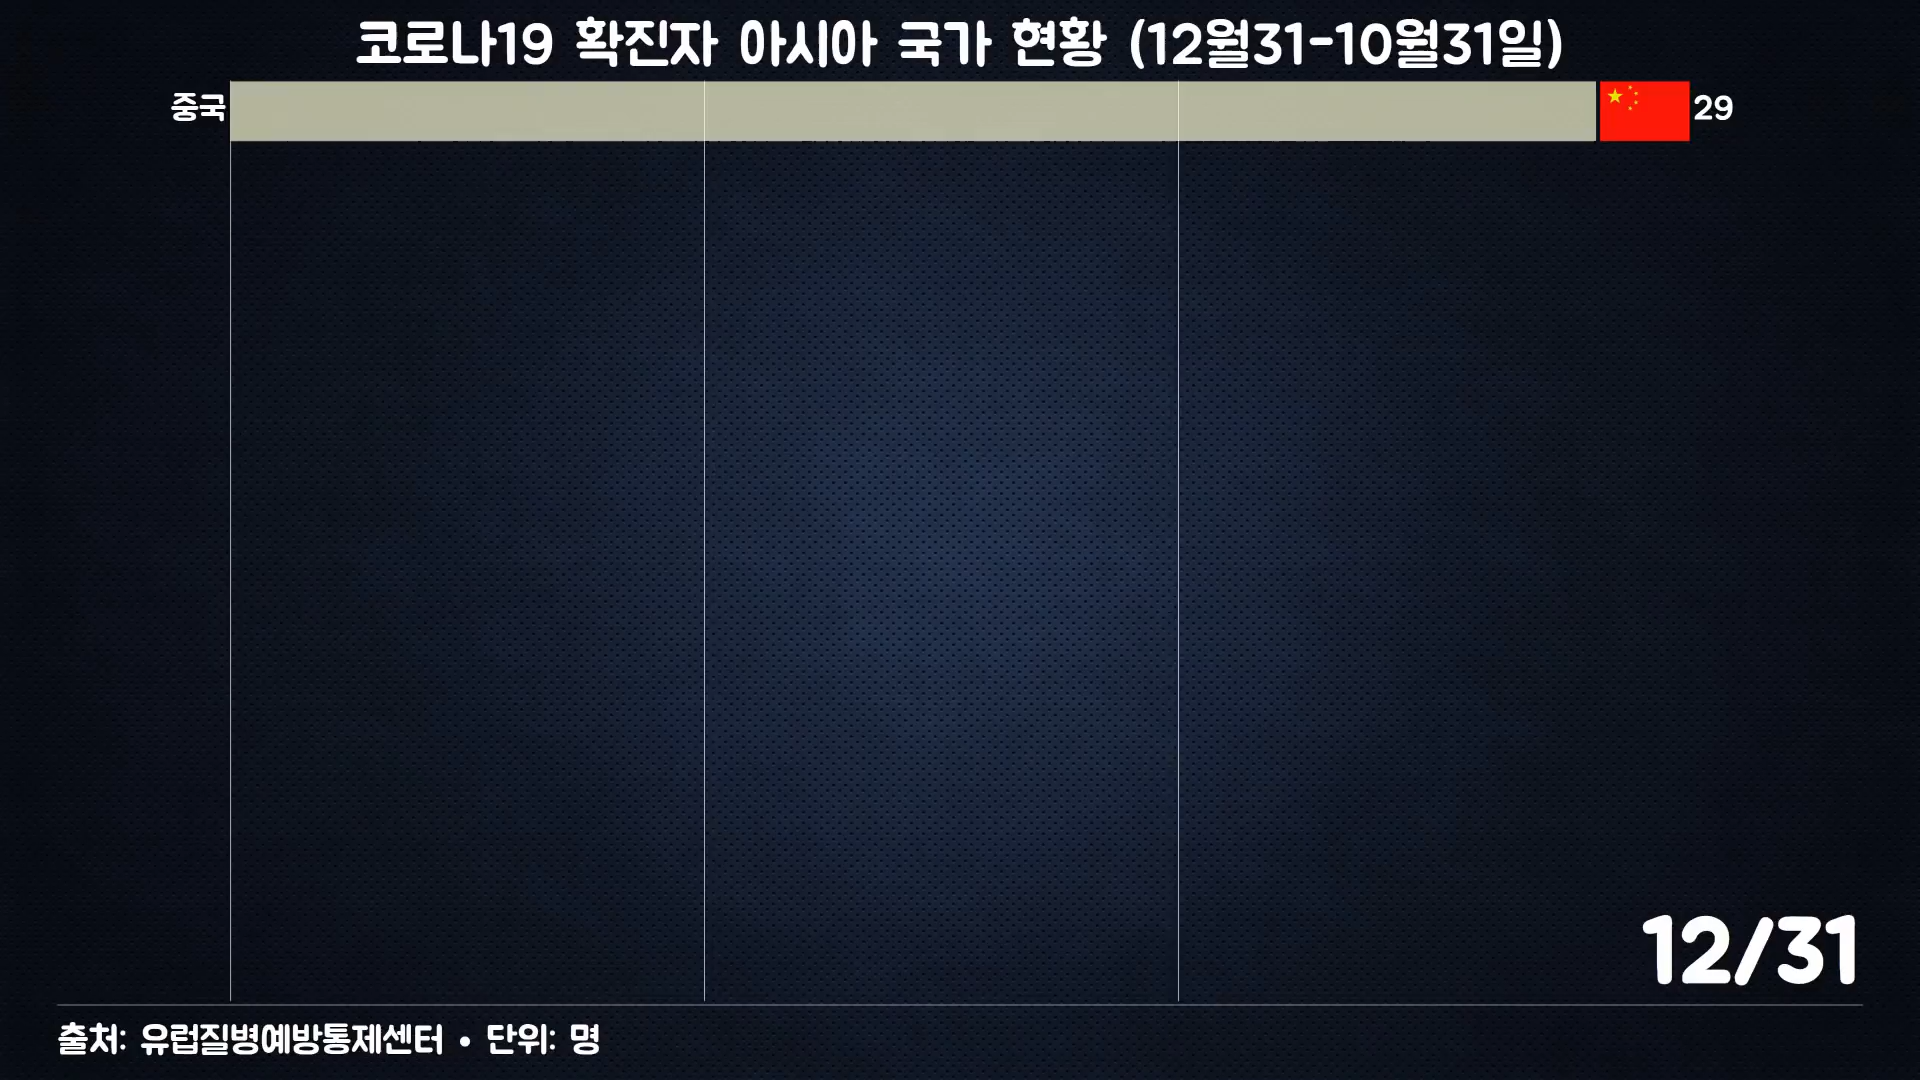 코로나19 확진자 아시아 국가 현황 (12월31-10월31일)
중국 29
12/31
출처: 유럽질병예방통제센터 • 단위: 명